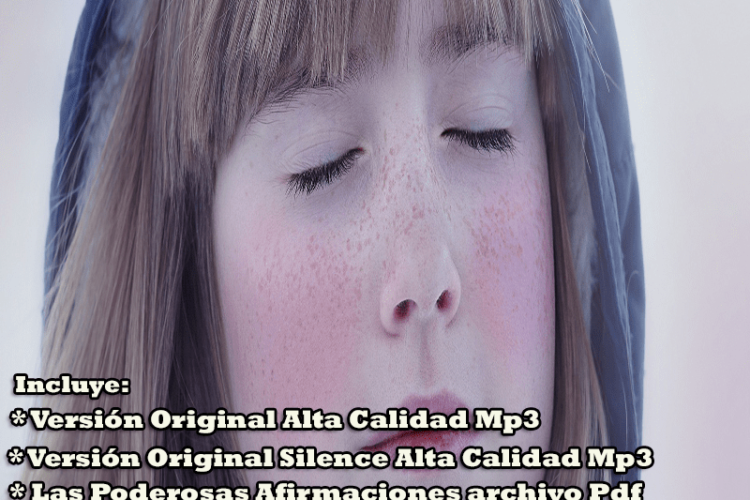 Incluye:
*Versión Original Alta Calidad Mp3
*Versión Original Silence Alta Calidad Mp3
*Las Poderosas Afirmaciones archivo Pdf